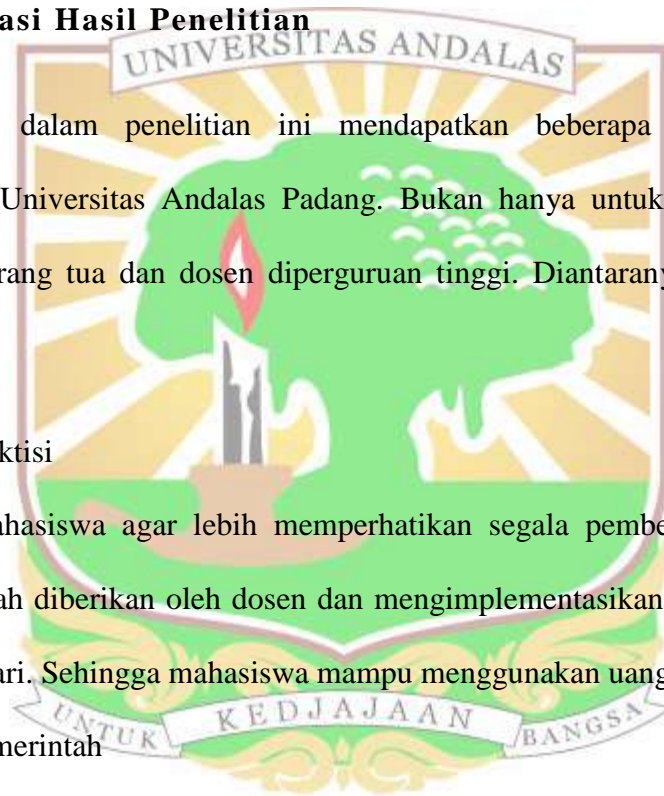 asi Hasil Penelitian
UNIVERSITAS ANDALAS
dalam penelitian ini mendapatkan beberapa
Universitas Andalas Padang. Bukan hanya untuk
rang tua dan dosen diperguruan tinggi. Diantarany
ktisi
ahasiswa agar lebih memperhatikan segala pembe
ah diberikan oleh dosen dan mengimplementasikan
ari. Sehingga mahasiswa mampu menggunakan uang
UNTUK KEDJAJAAN BANGSA
merintah